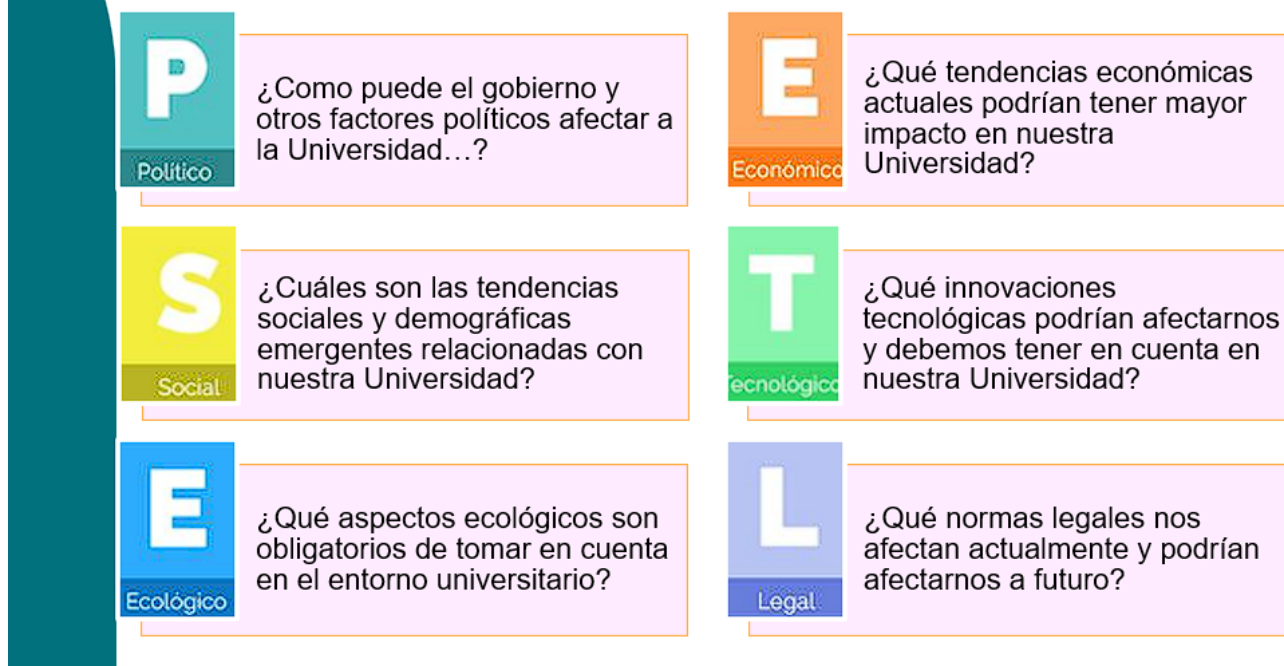 P
Político
¿Como puede el gobierno y
otros factores políticos afectar a
la Universidad…?
E
Económico
¿Qué tendencias económicas
actuales podrían tener mayor
impacto en nuestra
Universidad?
S
Social
¿Cuáles son las tendencias
sociales y demográficas
emergentes relacionadas con
nuestra Universidad?
T
Tecnológico
¿Qué innovaciones
tecnológicas podrían afectarnos
y debemos tener en cuenta en
nuestra Universidad?
E
Ecológico
¿Qué aspectos ecológicos son
obligatorios de tomar en cuenta
en el entorno universitario?
L
Legal
¿Qué normas legales nos
afectan actualmente y podrían
afectarnos a futuro?